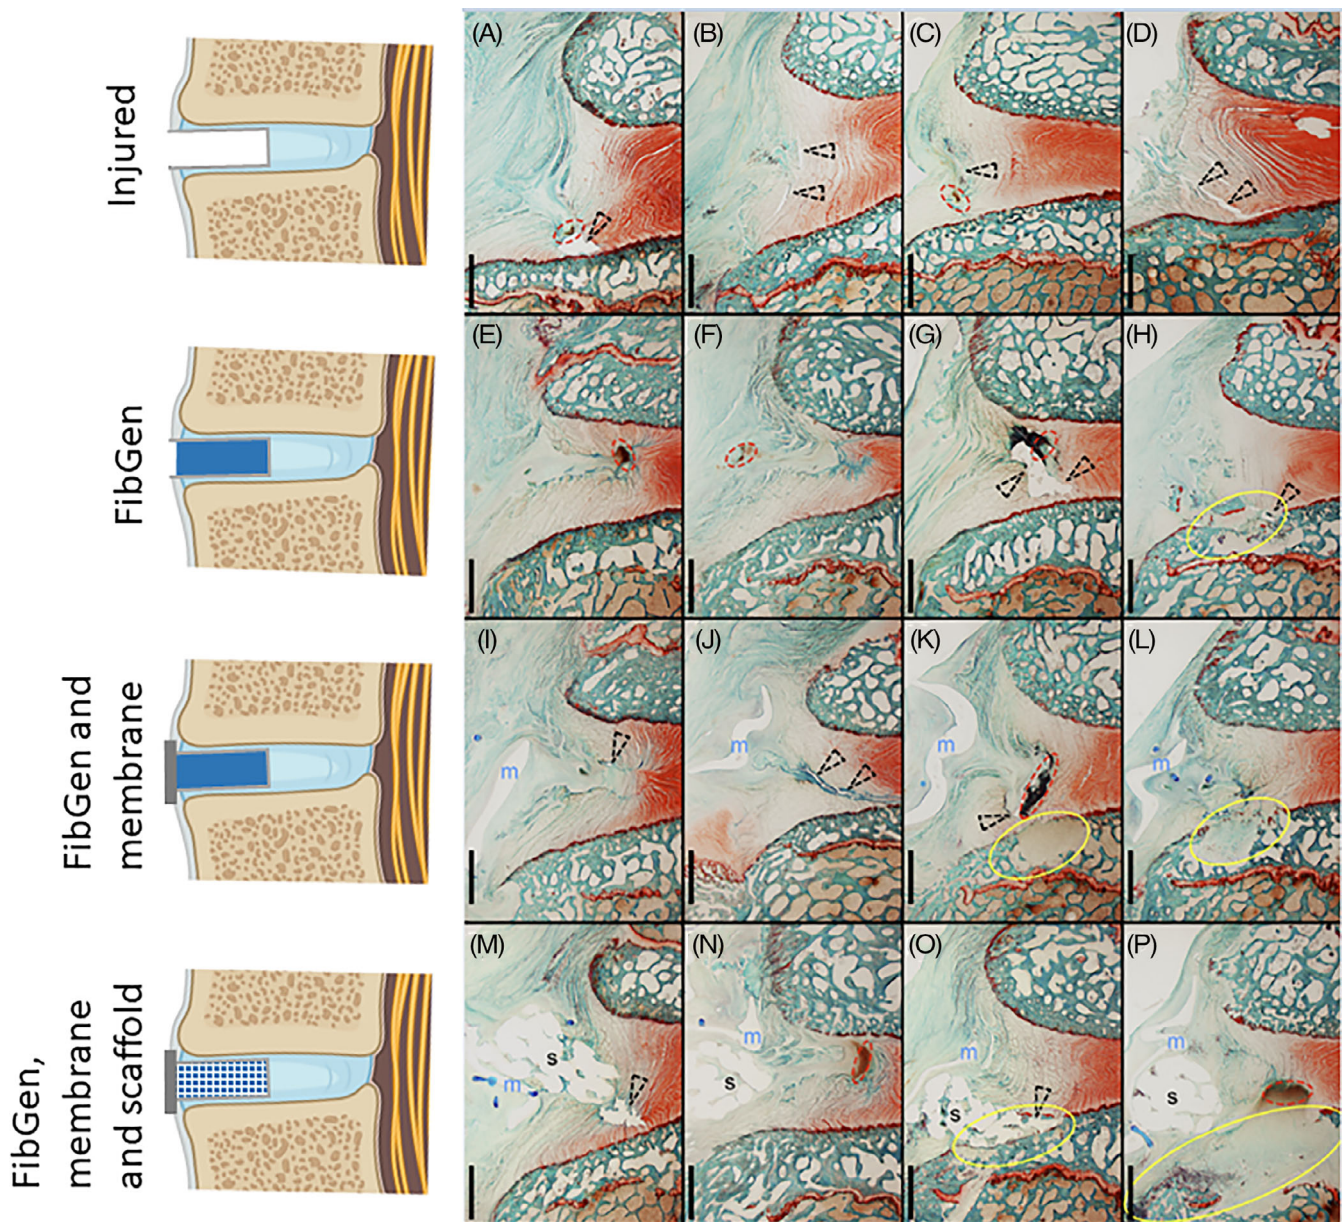 Injured
(A)
(B)
(C)
(D)
FibGen
(E)
(F)
(G)
(H)
FibGen and
membrane
(I)
m
(J)
m
(K)
m
(L)
m
FibGen,
membrane
and scaffold
(M)
s
m
(N)
m
s
(O)
m
s
(P)
m
s